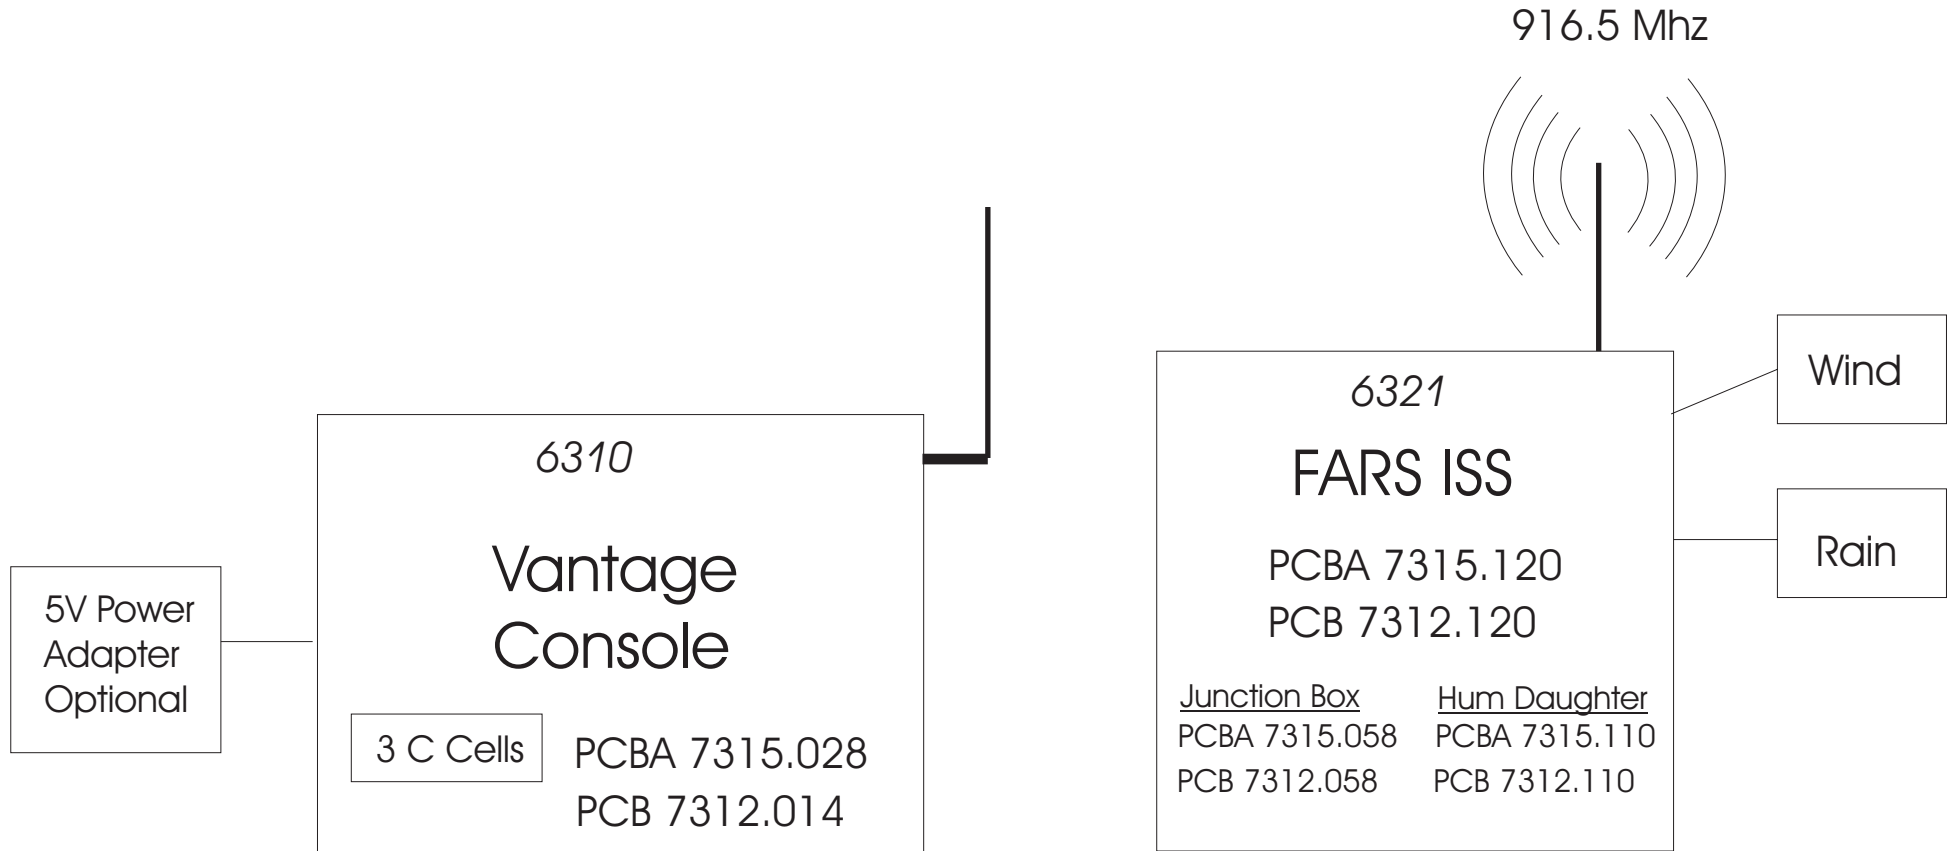 916.5 Mhz
6310
Vantage
Console
3 C Cells
PCBA 7315.028
PCB 7312.014
5V Power
Adapter
Optional
6321
FARS ISS
PCBA 7315.120
PCB 7312.120
Junction Box
PCBA 7315.058
PCB 7312.058
Hum Daughter
PCBA 7315.110
PCB 7312.110
Wind
Rain